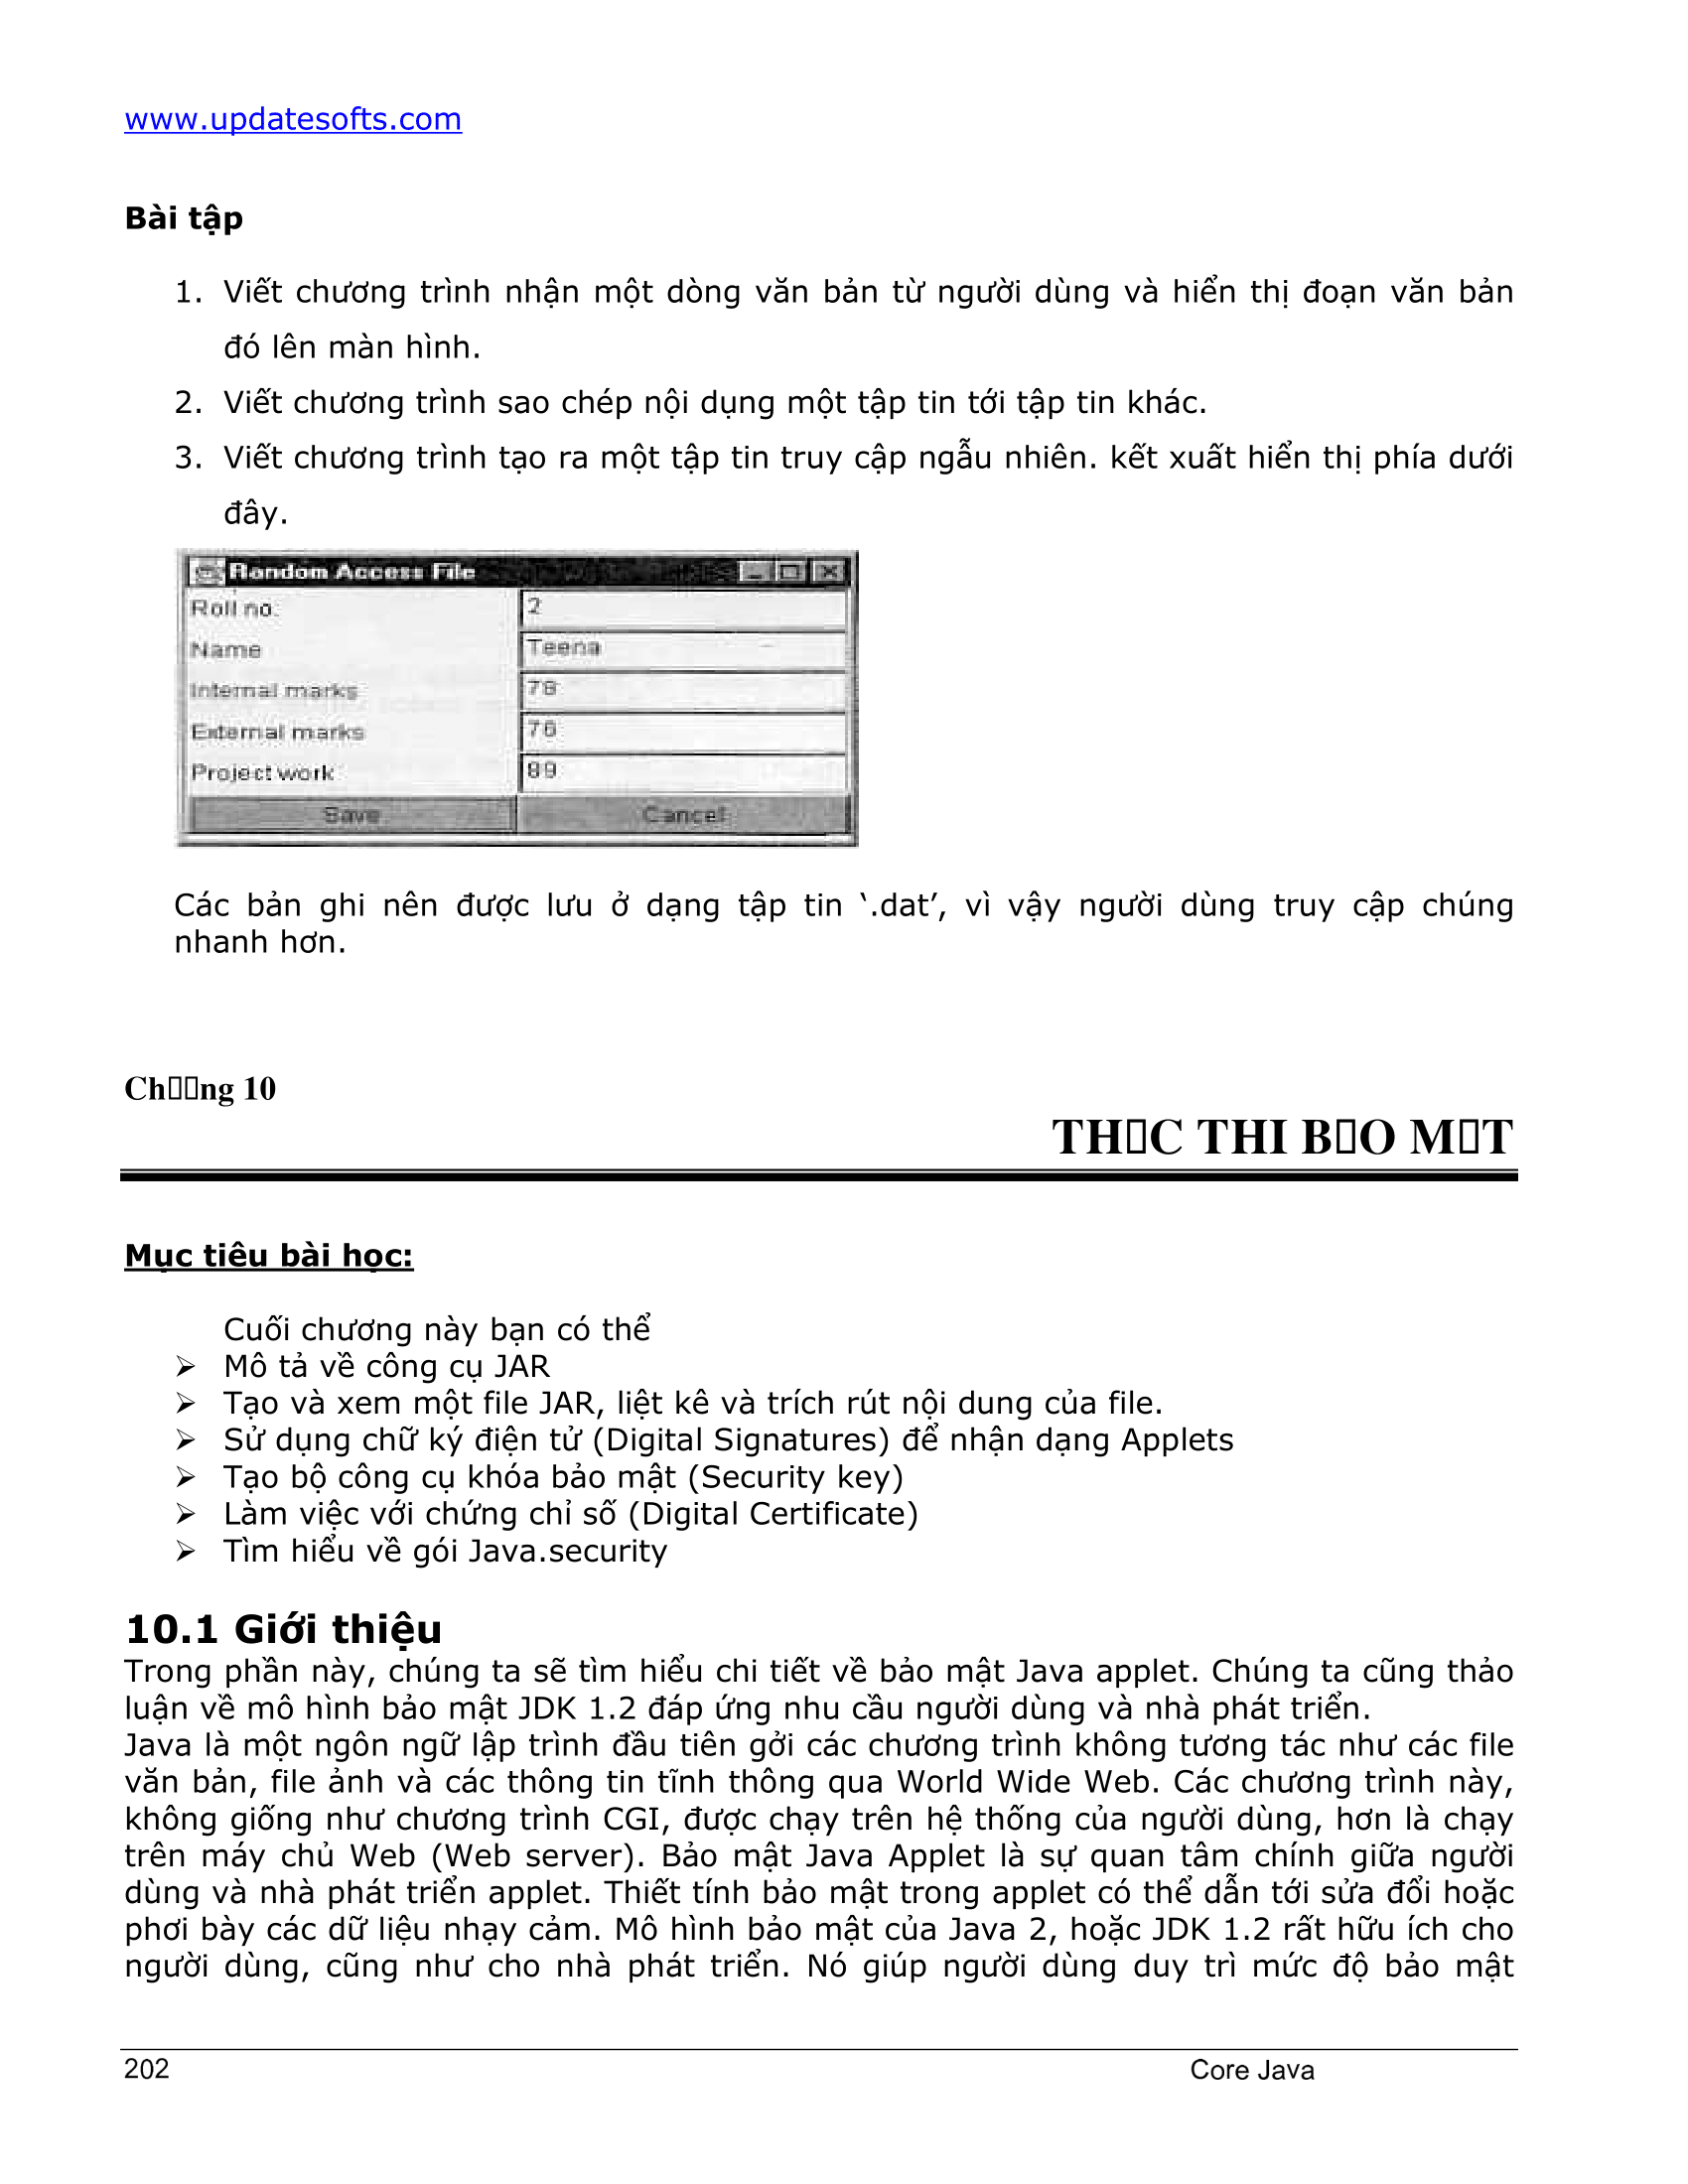 www.updatesofts.com
Bài tập
1. Viết chương trình nhận một dòng văn bản từ người dùng và hiển thị đoạn văn bản
đó lên màn hình.
2. Viết chương trình sao chép nội dụng một tập tin tới tập tin khác.
3. Viết chương trình tạo ra một tập tin truy cập ngẫu nhiên. kết xuất hiển thị phía dưới
đây.
Random Access File
Roll no. 2
Name Teena
Internal marks 78
External marks 76
Project work 89
Save Cancel
Các bản ghi nên được lưu ở dạng tập tin ‘.dat’, vì vậy người dùng truy cập chúng
nhanh hơn.
Ch▯▯ng 10
TH▯C THI B▯O M▯T
Mục tiêu bài học:
Cuối chương này bạn có thể
➢ Mô tả về công cụ JAR
➢ Tạo và xem một file JAR, liệt kê và trích rút nội dung của file.
➢ Sử dụng chữ ký điện tử (Digital Signatures) để nhận dạng Applets
➢ Tạo bộ công cụ khóa bảo mật (Security key)
➢ Làm việc với chứng chỉ số (Digital Certificate)
➢ Tìm hiểu về gói Java.security
10.1 Giới thiệu
Trong phần này, chúng ta sẽ tìm hiểu chi tiết về bảo mật Java applet. Chúng ta cũng thảo
luận về mô hình bảo mật JDK 1.2 đáp ứng nhu cầu người dùng và nhà phát triển.
Java là một ngôn ngữ lập trình đầu tiên gởi các chương trình không tương tác như các file
văn bản, file ảnh và các thông tin tĩnh thông qua World Wide Web. Các chương trình này,
không giống như chương trình CGI, được chạy trên hệ thống của người dùng, hơn là chạy
trên máy chủ Web (Web server). Bảo mật Java Applet là sự quan tâm chính giữa người
dùng và nhà phát triển applet. Thiết tính bảo mật trong applet có thể dẫn tới sửa đổi hoặc
phơi bày các dữ liệu nhạy cảm. Mô hình bảo mật của Java 2, hoặc JDK 1.2 rất hữu ích cho
người dùng, cũng như cho nhà phát triển. Nó giúp người dùng duy trì mức độ bảo mật
202 Core Java